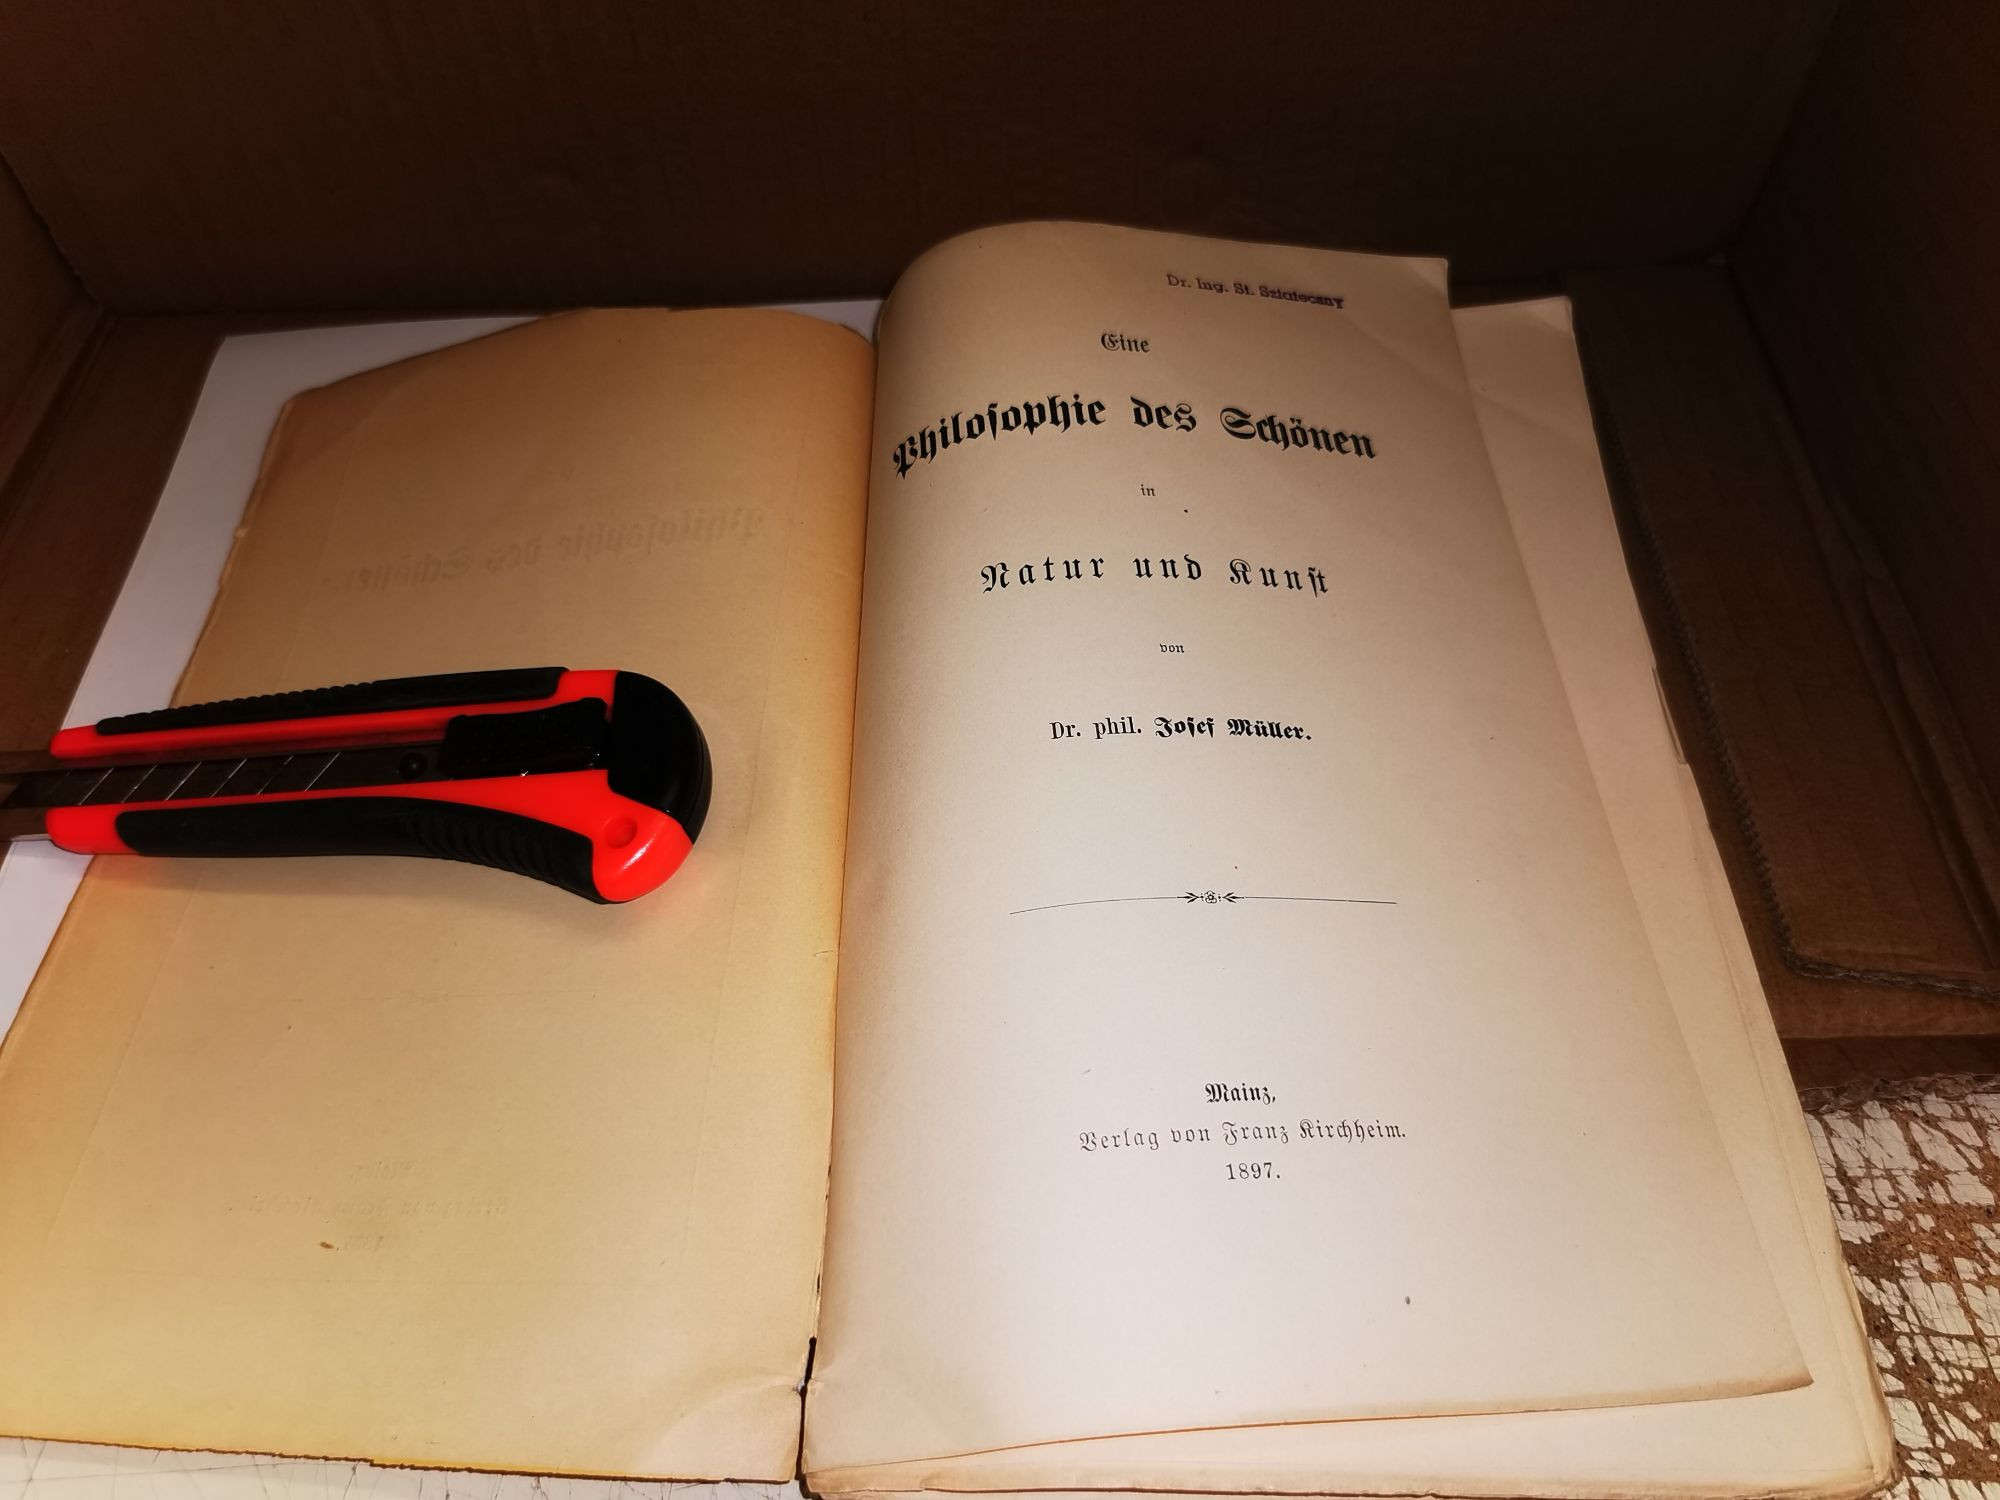 Dr. Ing. St. Sztatecsny
Eine
Philoſophie des Schönen
in
Natur und Kunſt
von
Dr. phil. Joſef Müller.
Mainz,
Verlag von Franz Kirchheim.
1897.